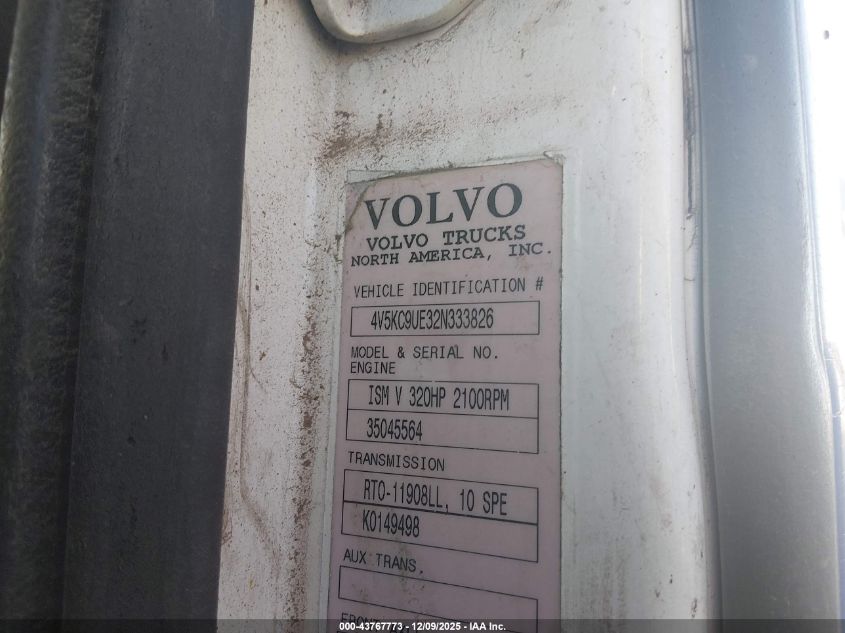 VOLVO
VOLVO TRUCKS
NORTH AMERICA, INC.
VEHICLE IDENTIFICATION #
4V5KC9UE32N333826
MODEL & SERIAL NO.
ENGINE
ISM V 320HP 2100RPM
35045564
TRANSMISSION
RTO-11908LL, 10 SPE
K0149498
AUX TRANS.
000-43767773 - 12/09/2025 - IAA Inc.